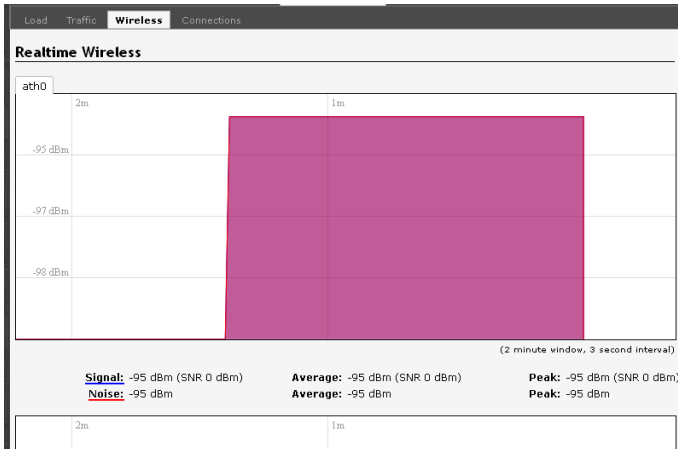 Load Traffic Wireless Connections
Realtime Wireless
ath0
2m 1m
-95 dBm
-97 dBm
-98 dBm
(2 minute window, 3 second interval)
Signal: -95 dBm (SNR 0 dBm) Average: -95 dBm (SNR 0 dBm) Peak: -95 dBm (SNR 0 dBm)
Noise: -95 dBm Average: -95 dBm Peak: -95 dBm
2m 1m